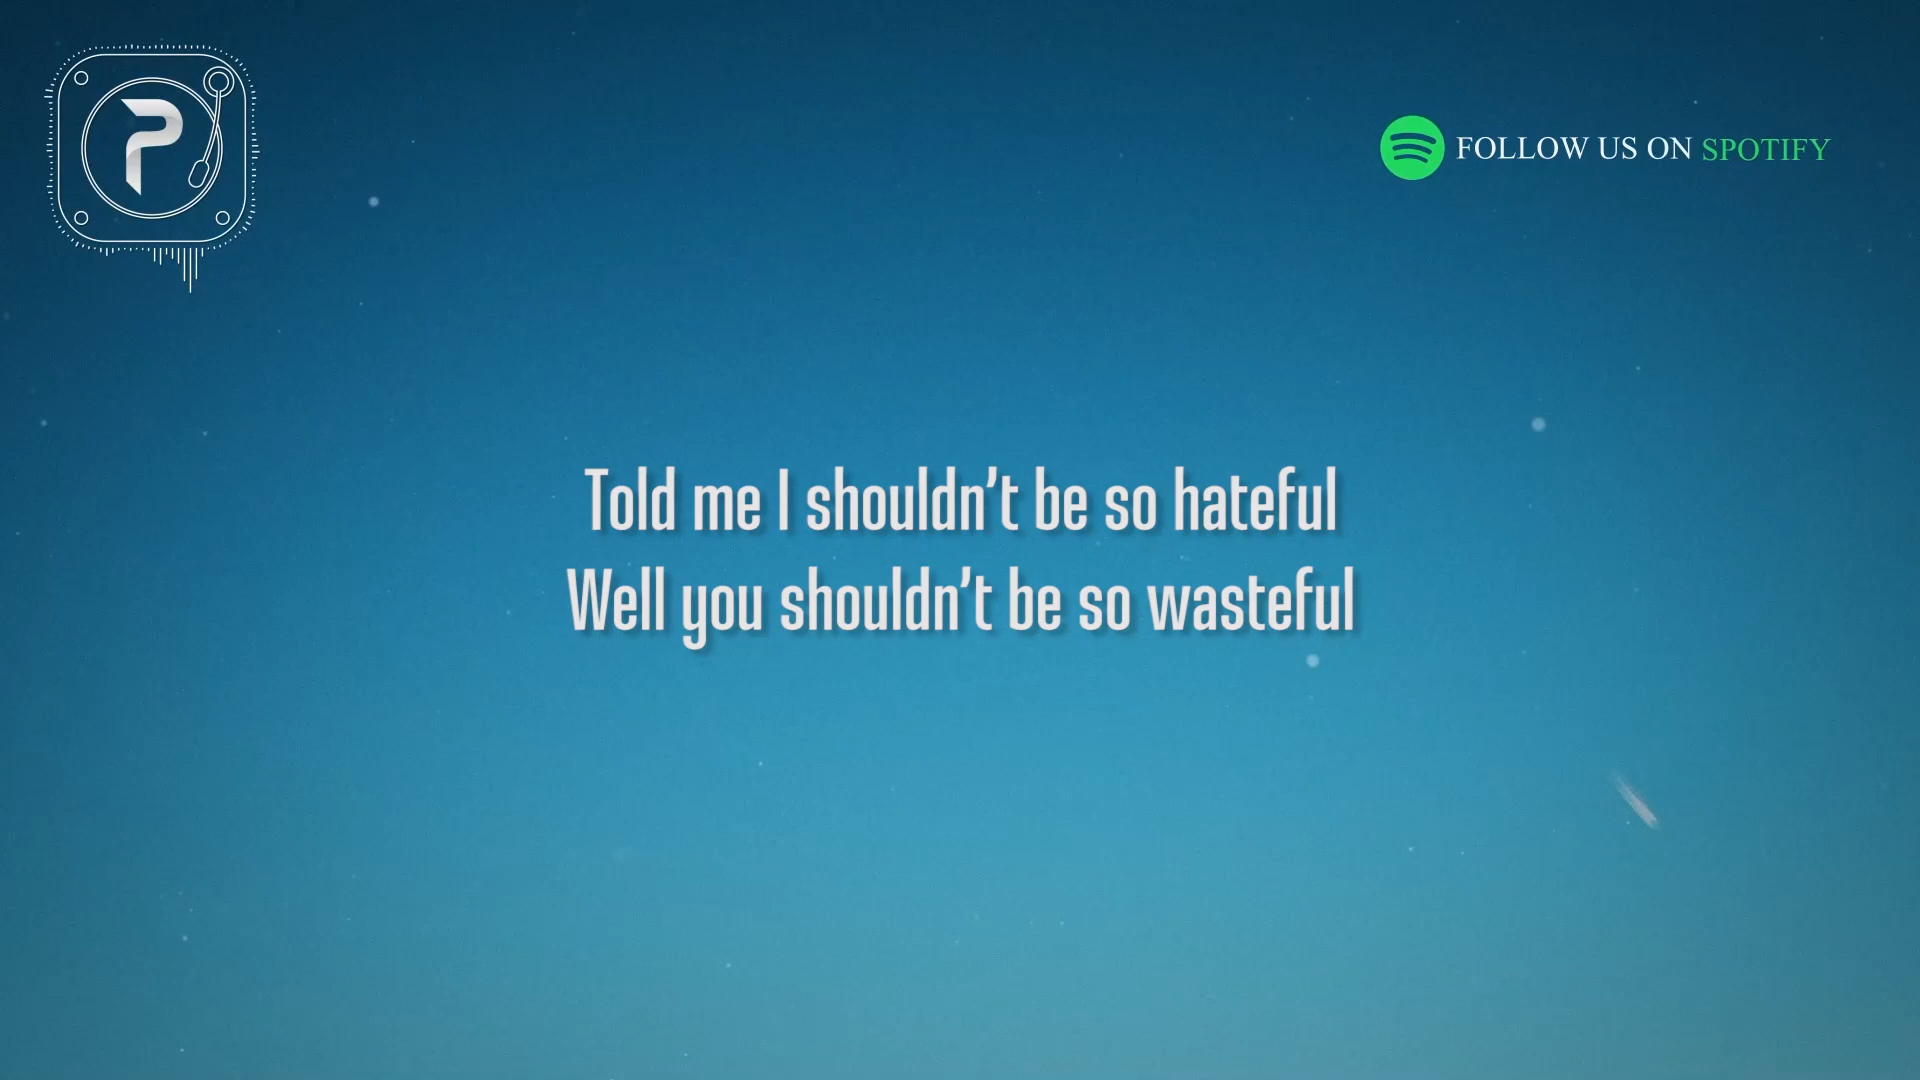 P
FOLLOW US ON SPOTIFY
Told me I shouldn’t be so hateful
Well you shouldn’t be so wasteful